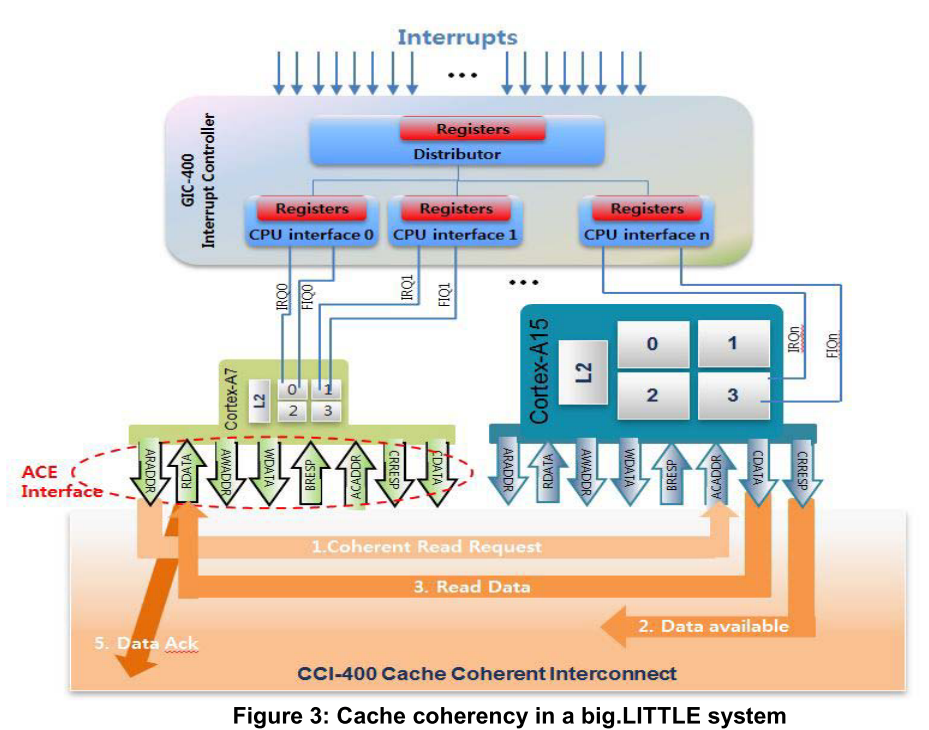 Interrupts
...
...
GIC-400
Interrupt Controller
Registers
Distributor
Registers
CPU interface 0
Registers
CPU interface 1
Registers
CPU interface n
IRQ0
FIQ0
IRQ1
FIQ1
IRQn
FIQn
Cortex-A7
L2
0
1
2
3
Cortex-A15
L2
0
1
2
3
ACE
Interface
ARADDR
RDATA
AWADDR
WDATA
BRESP
ACADDR
CRRESP
CDATA
ARADDR
RDATA
AWADDR
WDATA
BRESP
ACADDR
CDATA
CRRESP
1.Coherent Read Request
3. Read Data
2. Data available
5. Data Ack
CCI-400 Cache Coherent Interconnect
Figure 3: Cache coherency in a big.LITTLE system